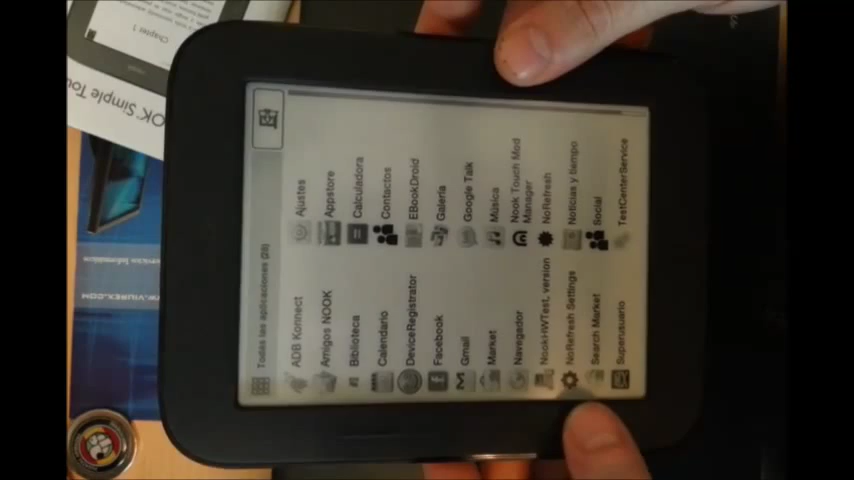 Todas las aplicaciones (28)
ADB Konnect
Ajustes
Amigos NOOK
Appstore
Biblioteca
Calculadora
Calendario
Contactos
DeviceRegistrator
EBookDroid
Facebook
Galería
Gmail
Google Talk
Market
Música
Navegador
Nook Touch Mod
Manager
NookHWTest, version
NoRefresh
NoRefresh Settings
Noticias y tiempo
Search Market
Social
Superusuario
TestCenterService
Chapter 1
OK Simple Tou